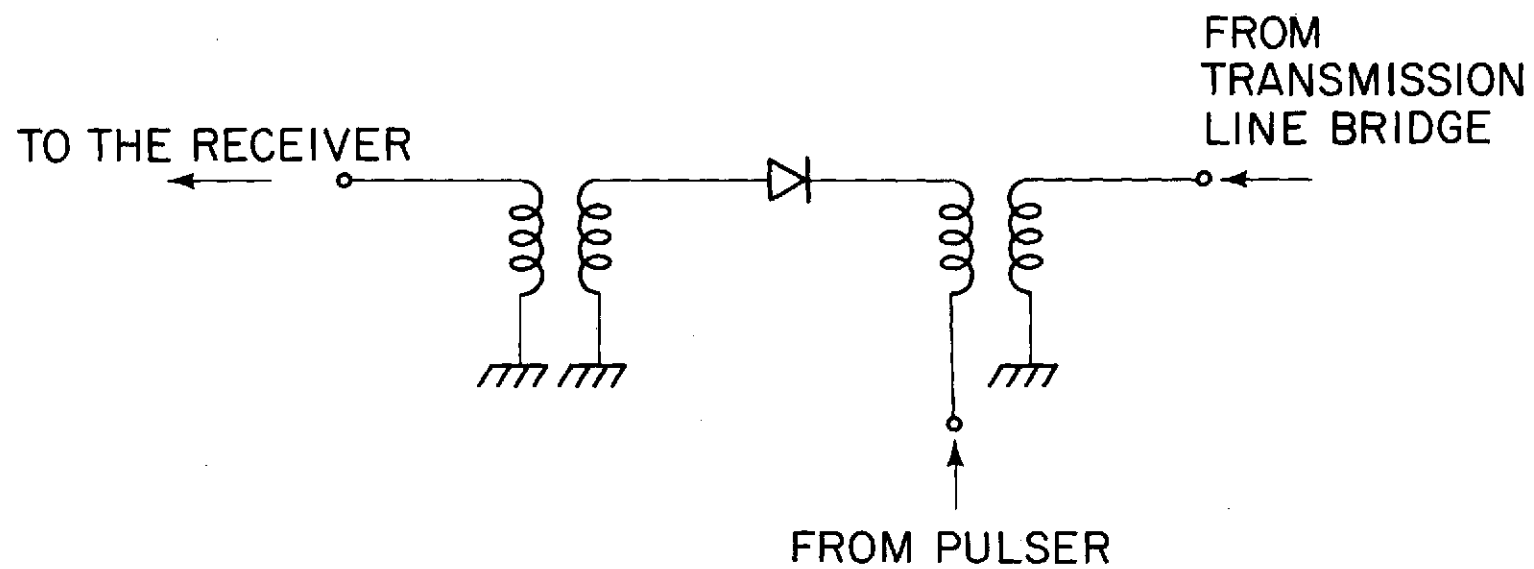 FROM
TRANSMISSION
LINE BRIDGE
TO THE RECEIVER
FROM PULSER